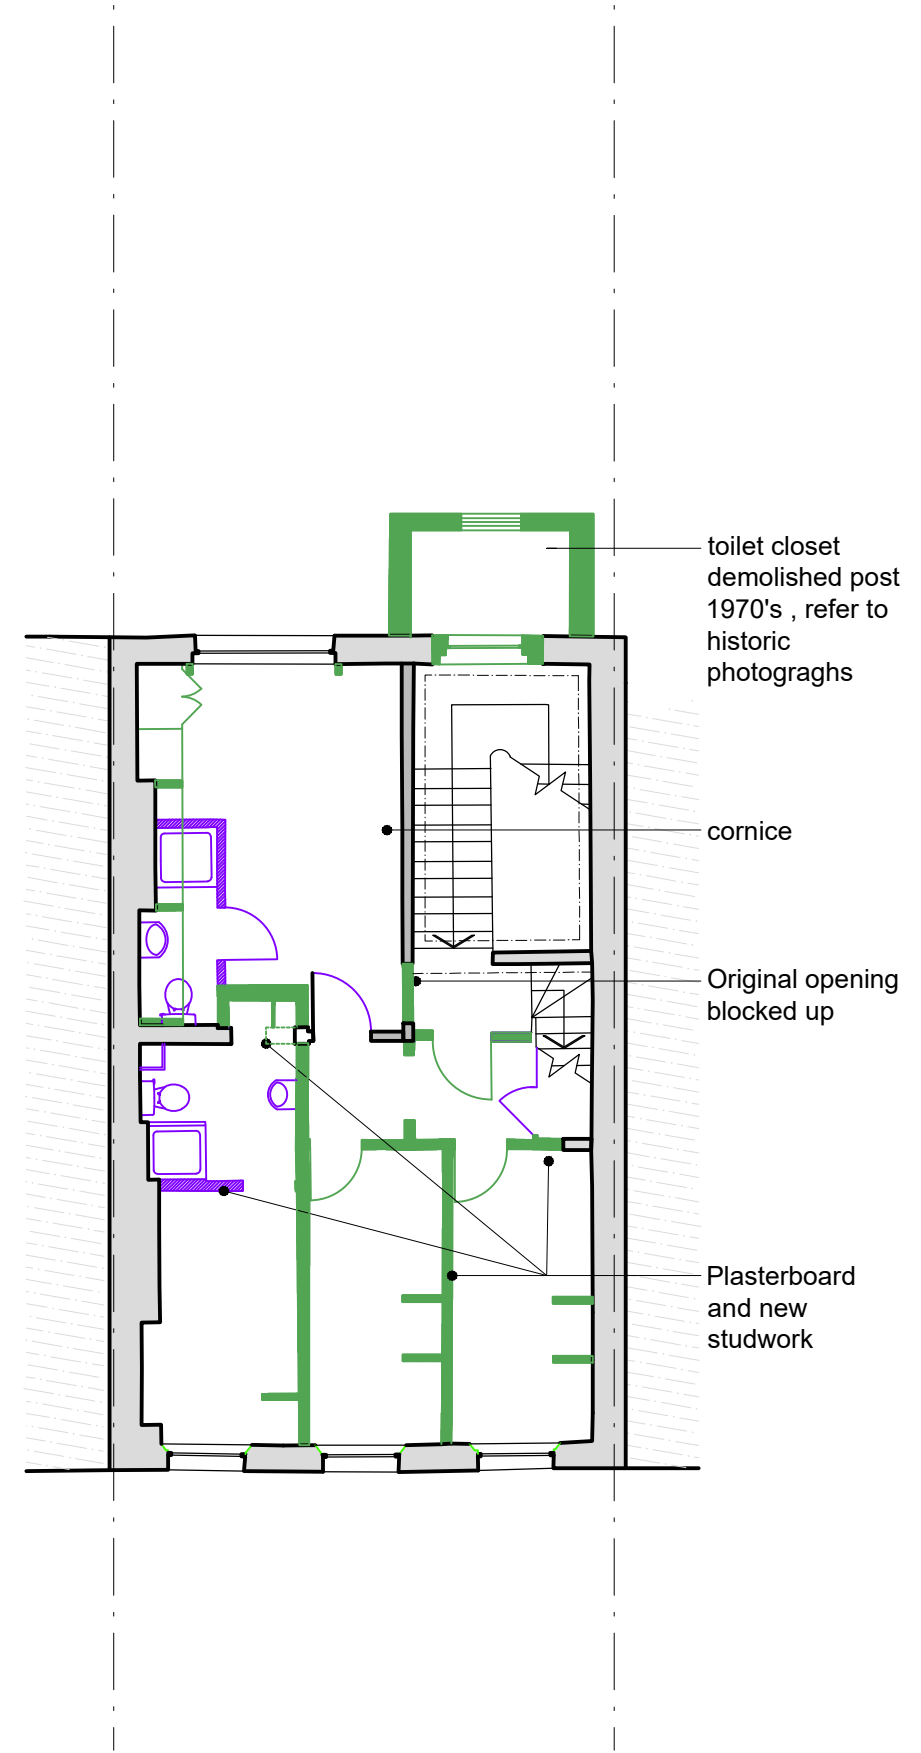 toilet closet
demolished post
1970's , refer to
historic
photograghs
cornice
Original opening
blocked up
Plasterboard
and new
studwork